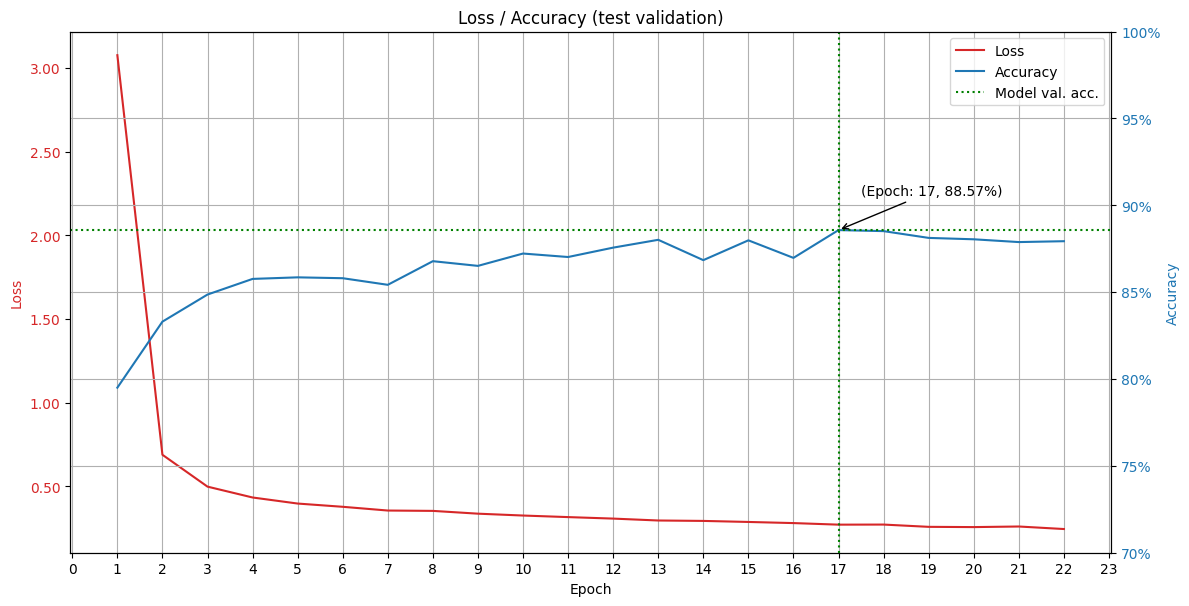 Loss / Accuracy (test validation)
Loss
Accuracy
Model val. acc.
(Epoch: 17, 88.57%)
3.00
2.50
2.00
1.50
1.00
0.50
Loss
100%
95%
90%
85%
80%
75%
70%
Accuracy
0 1 2 3 4 5 6 7 8 9 10 11 12 13 14 15 16 17 18 19 20 21 22 23
Epoch